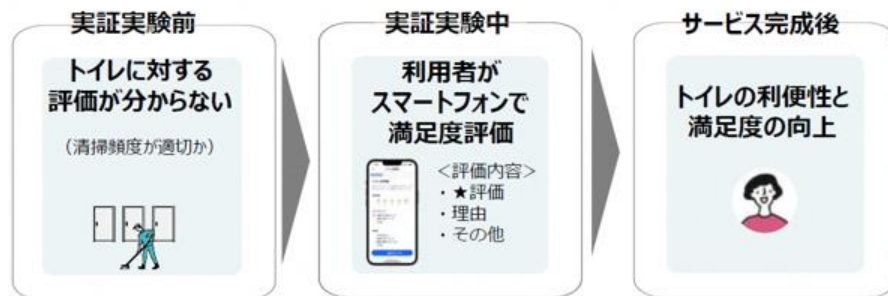 実証実験前
トイレに対する
評価が分からない
（清掃頻度が適切か）
実証実験中
利用者が
スマートフォンで
満足度評価
＜評価内容＞
・★評価
・理由
・その他
サービス完成後
トイレの利便性と
満足度の向上